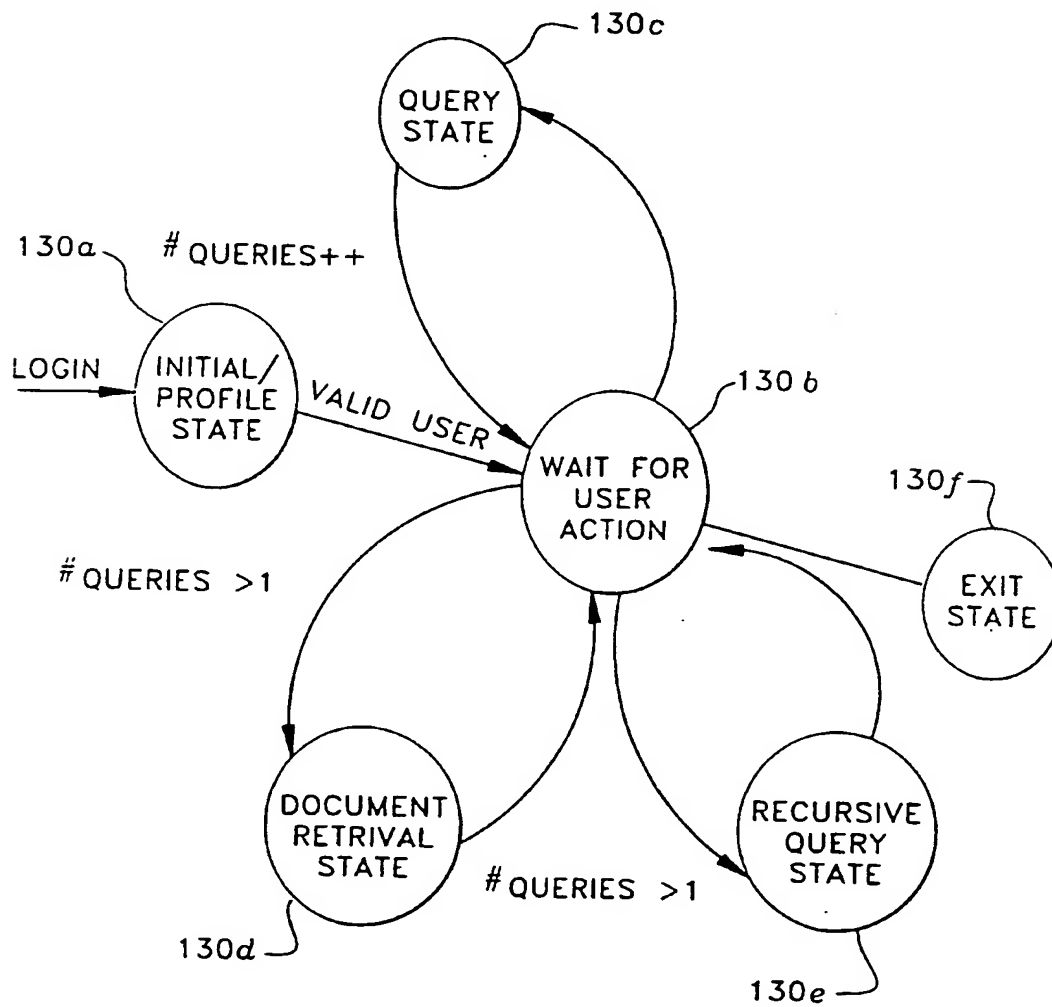 130c
QUERY
STATE
130a
# QUERIES++
LOGIN
INITIAL/
PROFILE
STATE
VALID USER
130b
WAIT FOR
USER
ACTION
130f
EXIT
STATE
# QUERIES >1
DOCUMENT
RETRIVAL
STATE
# QUERIES >1
RECURSIVE
QUERY
STATE
130d
130e